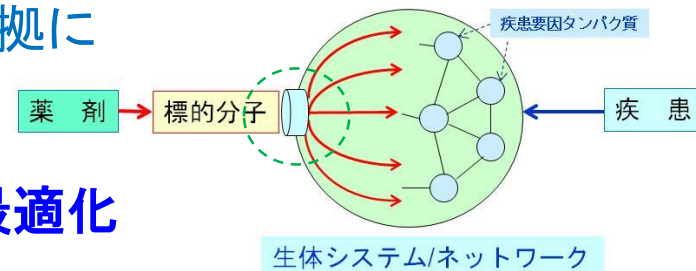 拠に
疾患要因タンパク質
薬　剤
標的分子
疾　患
最適化
生体システム/ネットワーク